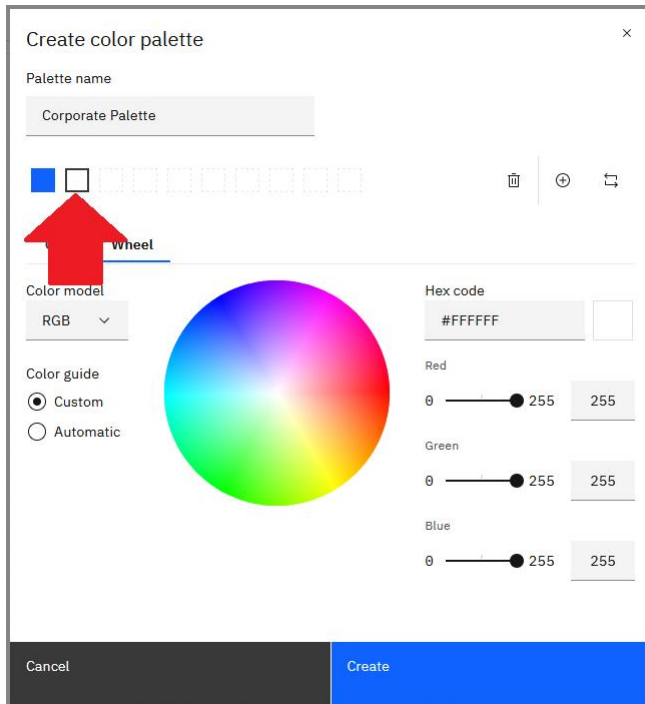 Create color palette
Palette name
Corporate Palette
Wheel
Color model
RGB
Color guide
Custom
Automatic
Hex code
#FFFFFF
Red
0 255 255
Green
0 255 255
Blue
0 255 255
Cancel Create